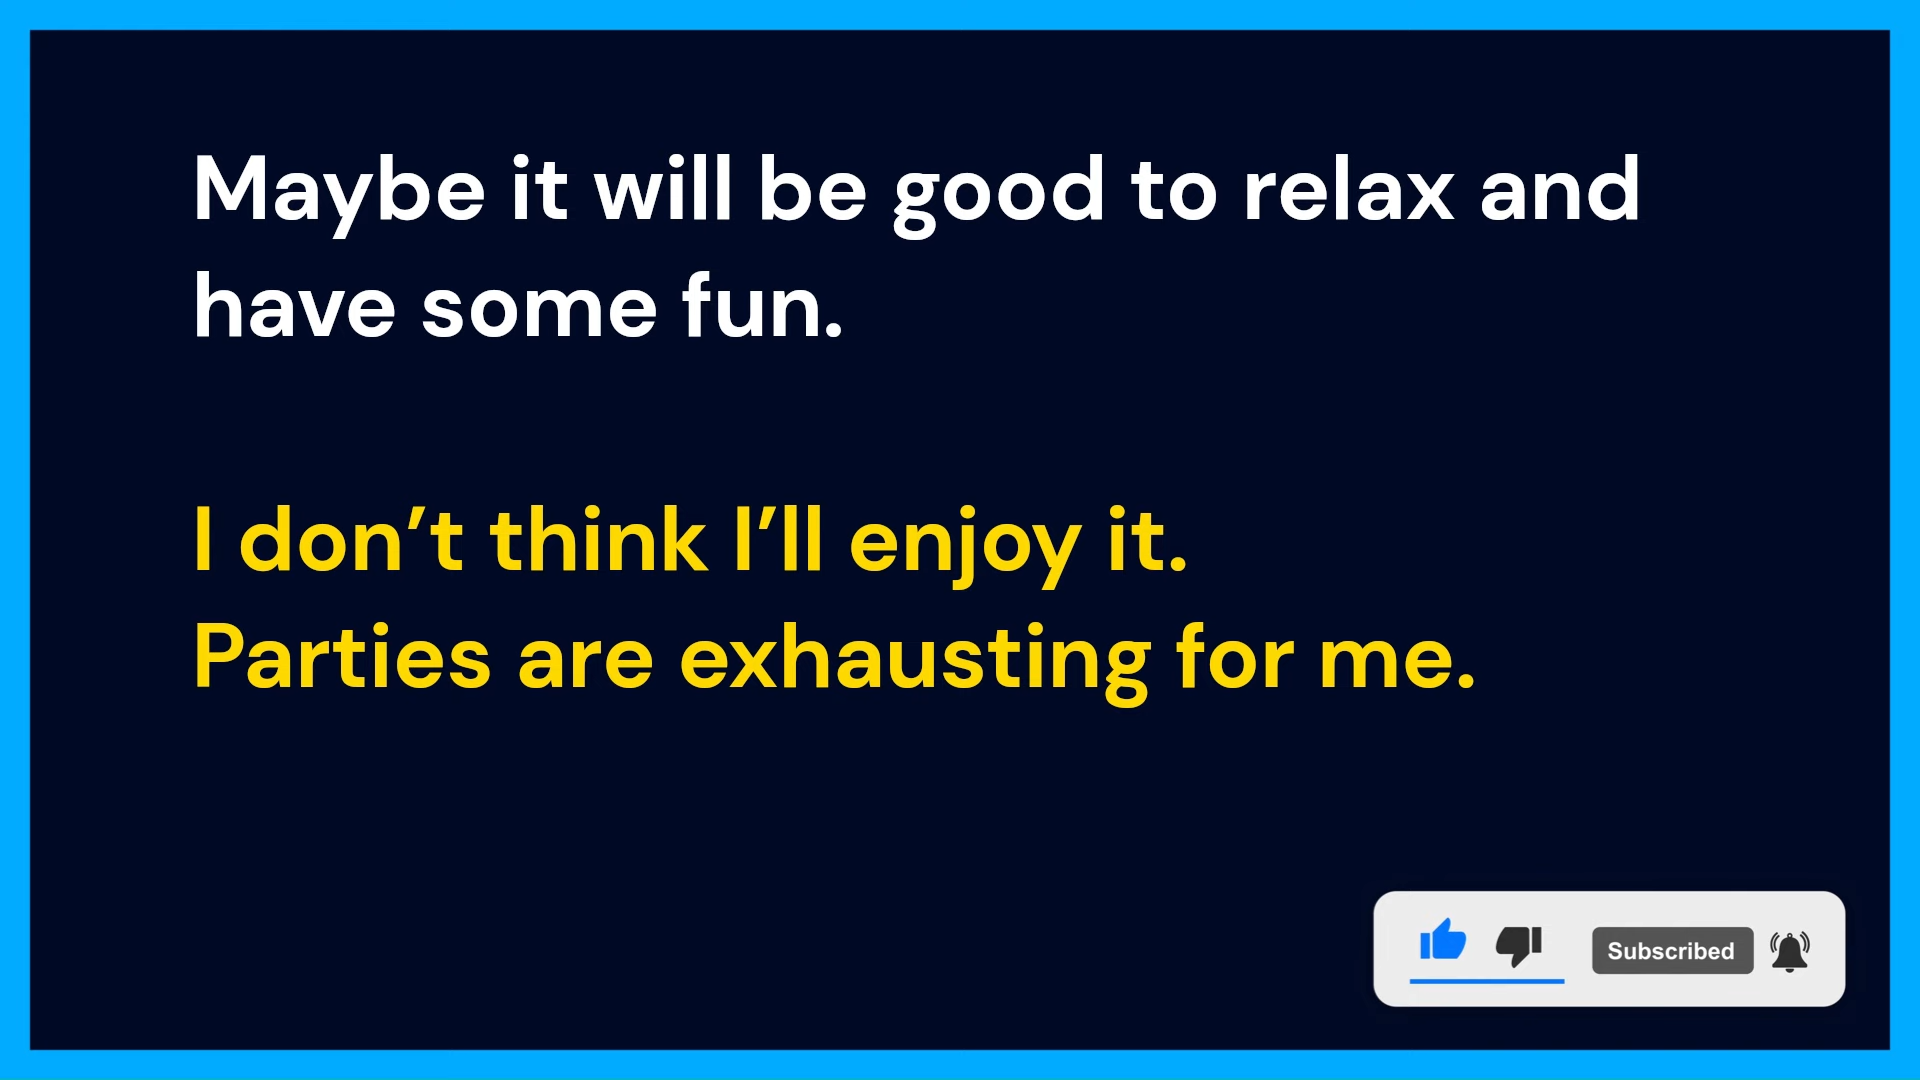 Maybe it will be good to relax and
have some fun.
I don’t think I’ll enjoy it.
Parties are exhausting for me.
Subscribed